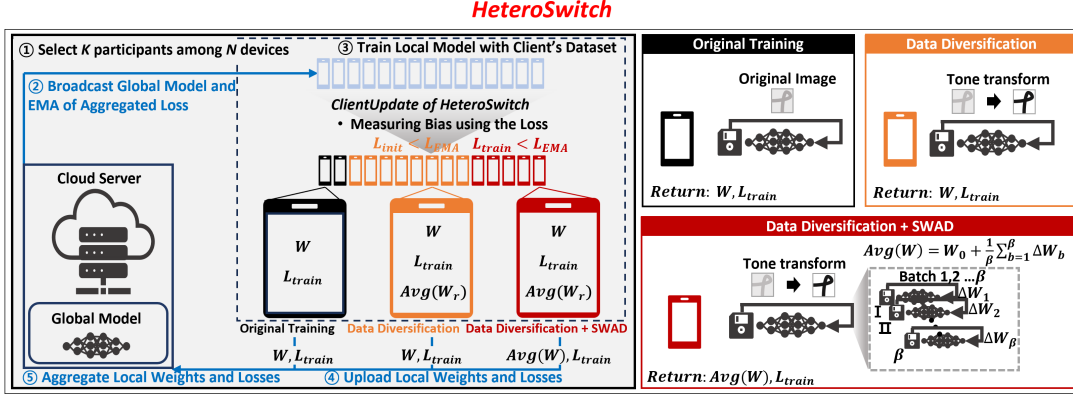 HeteroSwitch
① Select K participants among N devices
② Broadcast Global Model and
EMA of Aggregated Loss
③ Train Local Model with Client's Dataset
ClientUpdate of HeteroSwitch
• Measuring Bias using the Loss
L_init < L_EMA
L_train < L_EMA
Cloud Server
Global Model
W
L_train
W
L_train
Avg(W_r)
W
L_train
Avg(W_r)
Original Training
Data Diversification
Data Diversification + SWAD
W, L_train
W, L_train
Avg(W), L_train
⑤ Aggregate Local Weights and Losses
④ Upload Local Weights and Losses
Original Training
Original Image
Return: W, L_train
Data Diversification
Tone transform
Return: W, L_train
Data Diversification + SWAD
Avg(W) = W_0 + 1/β ∑_{b=1}^{β} ΔW_b
Tone transform
Batch 1,2 ...β
ΔW_1
I
ΔW_2
II
ΔW_β
β
Return: Avg(W), L_train